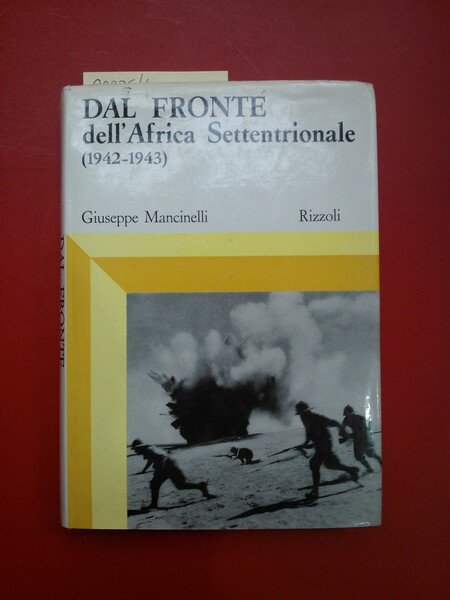 DAL FRONTE
dell'Africa Settentrionale
(1942-1943)
Giuseppe Mancinelli Rizzoli
DAL FRONTE